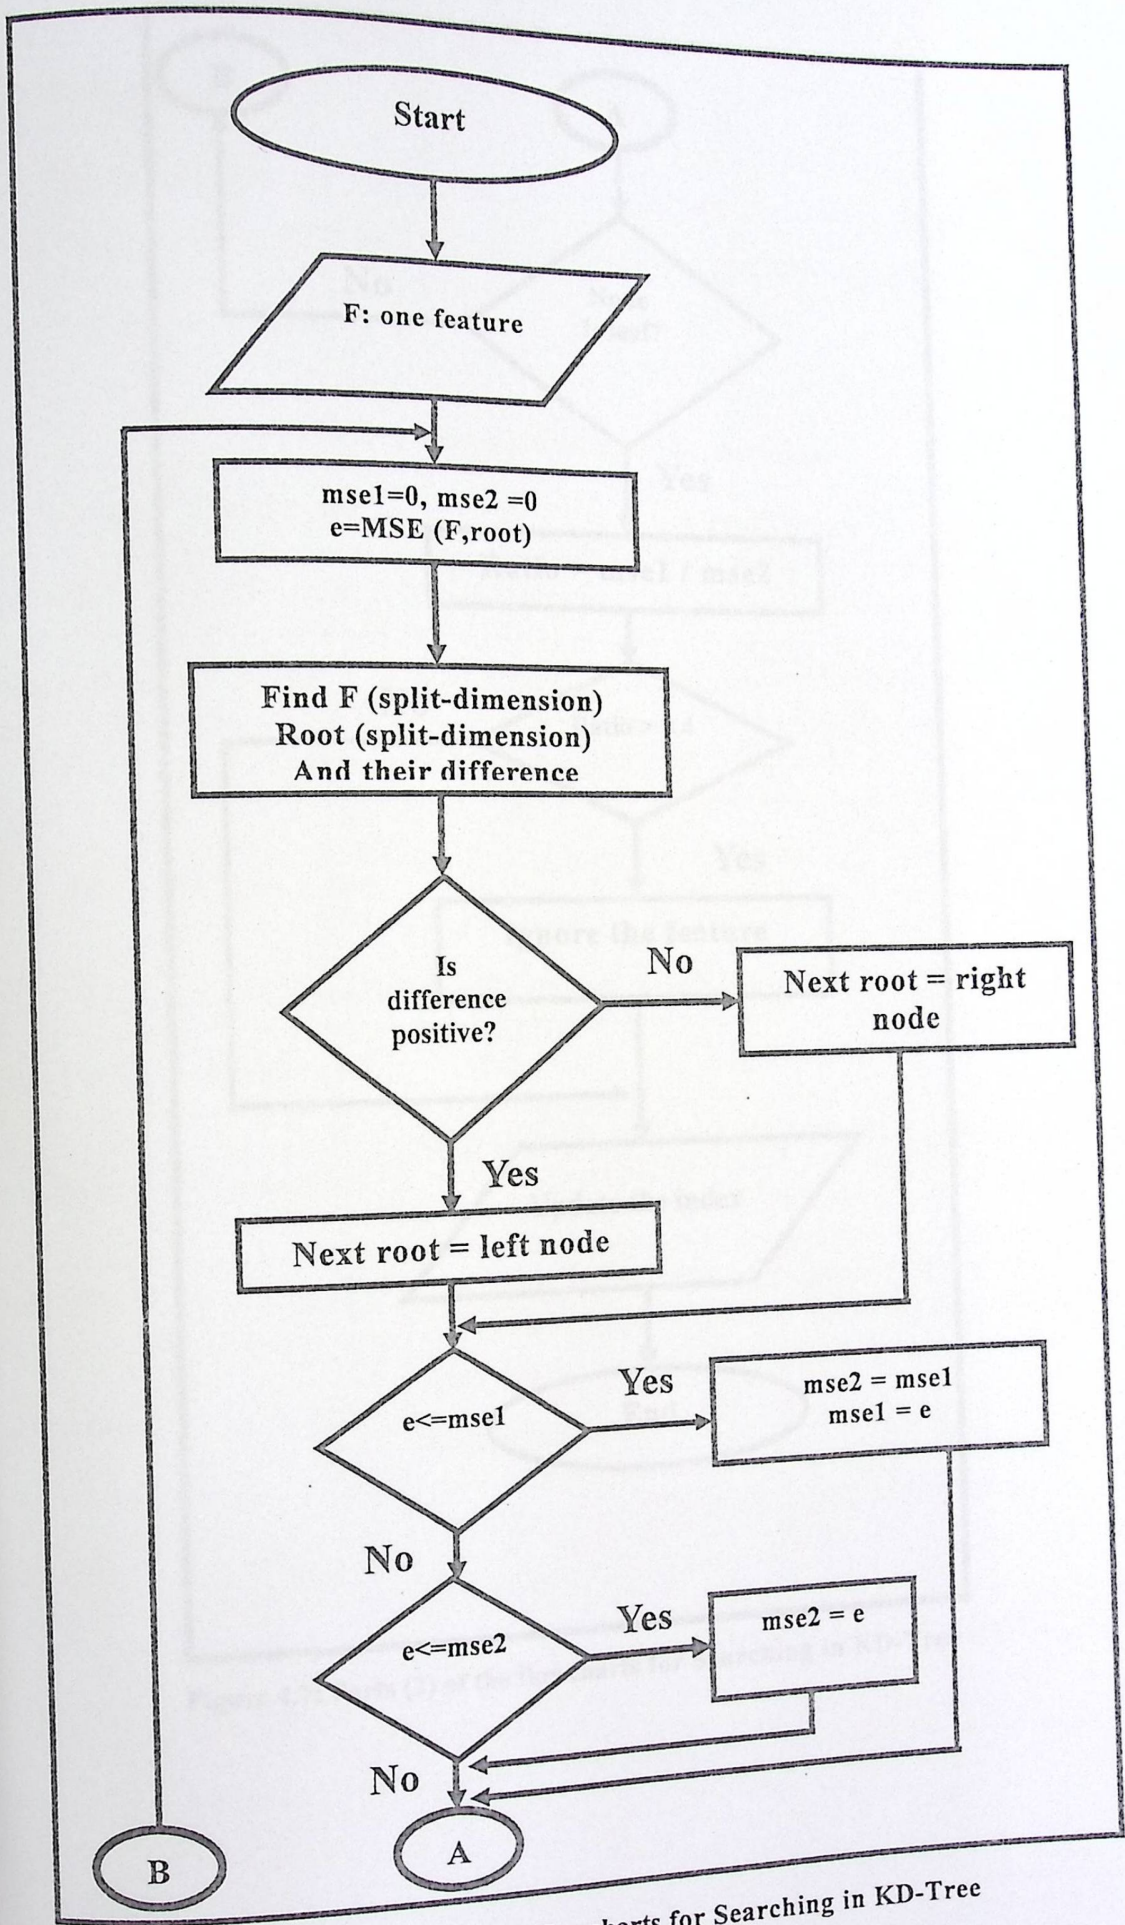 Start
F: one feature
mse1=0, mse2 =0
e=MSE (F,root)
Find F (split-dimension)
Root (split-dimension)
And their difference
Is
difference
positive?
No
Next root = right
node
Yes
Next root = left node
e<=mse1
Yes
mse2 = mse1
mse1 = e
No
e<=mse2
Yes
mse2 = e
No
B
A
for Searching in KD-Tree